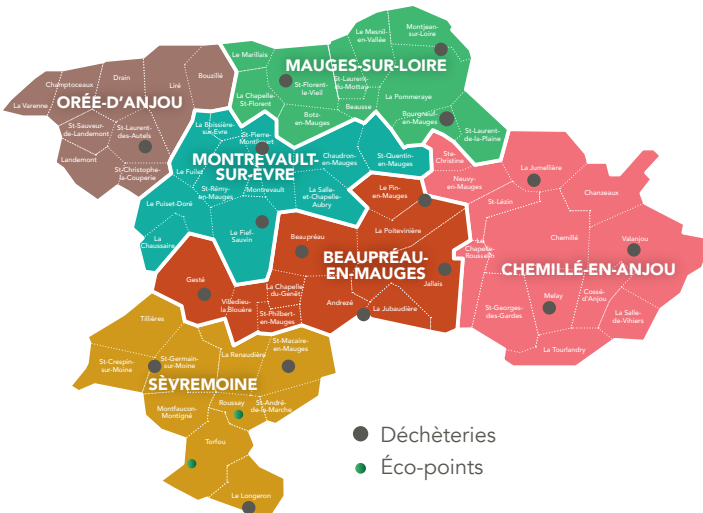 Le Mesnil-
en-Vallée
Montjean-
sur-Loire
Le Marillais
MAUGES-SUR-LOIRE
St-Florent-
le-Vieil
St-Laurent-
du-Mottay
La Chapelle-
St-Florent
Beausse
La Pommeraye
Botz-
en-Mauges
Bourgneuf-
en-Mauges
St-Laurent-
de-la-Plaine
Champtoceaux
Drain
Liré
Bouzillé
La Varenne
ORÉE-D'ANJOU
St-Sauveur-
de-Landemont
St-Laurent-
des-Autels
Landemont
St-Christophe-
la-Couperie
La Boissière-
sur-Evre
St-Pierre-
Montlimart
MONTREVAULT-
SUR-ÈVRE
Chaudron-
en-Mauges
St-Quentin-
en-Mauges
Le Fuilet
St-Rémy-
en-Mauges
Montrevault
La Salle-
et-Chapelle-
Aubry
Le Puiset-Doré
La
Chaussaire
Le Fief-
Sauvin
Le Pin-
en-Mauges
La Poitevinière
Beaupréau
BEAUPRÉAU-
EN-MAUGES
Gesté
La Chapelle-
du-Genêt
Villedieu-
la-Blouère
St-Philbert-
en-Mauges
Andrezé
La Jubaudière
Jallais
Ste-
Christine
Neuvy-
en-Mauges
La Jumellière
St-Lézin
Chanzeaux
La
Chapelle-
Rousselin
Chemillé
Valanjou
CHEMILLÉ-EN-ANJOU
St-Georges-
des-Gardes
Melay
Cossé-
d'Anjou
La Salle-
de-Vihiers
La Tourlandry
Tillières
St-Crespin-
sur-Moine
St-Germain-
sur-Moine
La Renaudière
St-Macaire-
en-Mauges
SÈVREMOINE
Montfaucon-
Montigné
Roussay
St-André-
de-la-Marche
Torfou
Le Longeron
Déchèteries
Éco-points